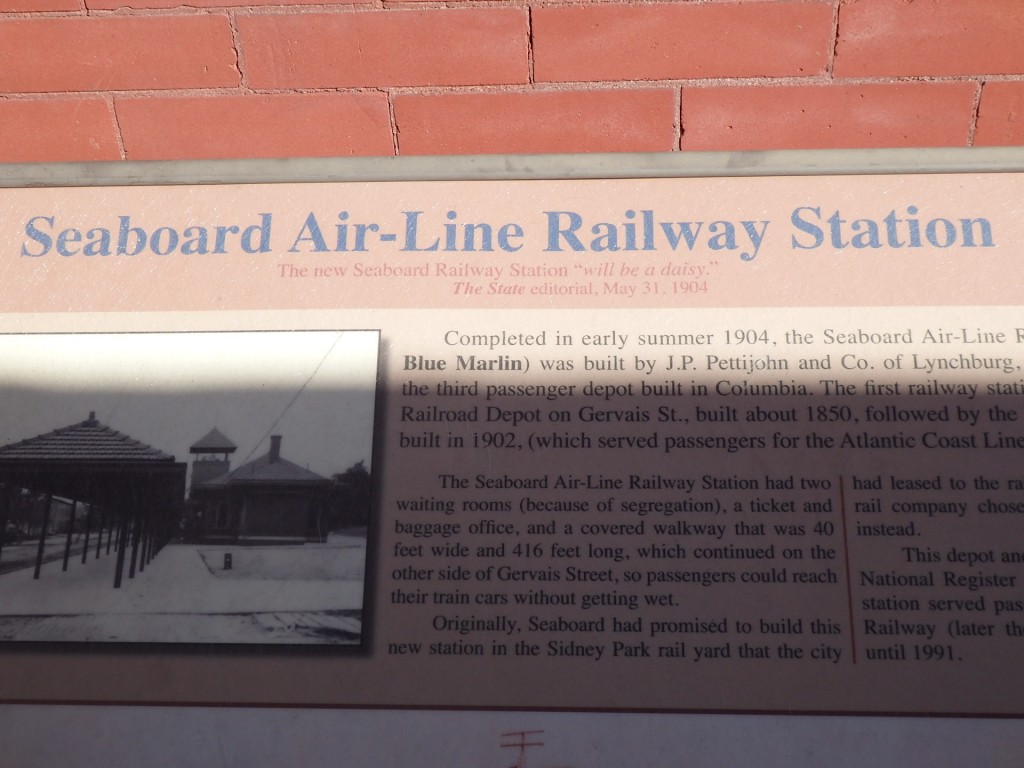 Seaboard Air-Line Railway Station
The new Seaboard Railway Station “will be a daisy.”
The State editorial, May 31, 1904
Completed in early summer 1904, the Seaboard Air-Line R
Blue Marlin) was built by J.P. Pettijohn and Co. of Lynchburg,
the third passenger depot built in Columbia. The first railway stati
Railroad Depot on Gervais St., built about 1850, followed by the
built in 1902, (which served passengers for the Atlantic Coast Line
The Seaboard Air-Line Railway Station had two
waiting rooms (because of segregation), a ticket and
baggage office, and a covered walkway that was 40
feet wide and 416 feet long, which continued on the
other side of Gervais Street, so passengers could reach
their train cars without getting wet.
Originally, Seaboard had promised to build this
new station in the Sidney Park rail yard that the city
had leased to the ra
rail company chose
instead.
This depot and
National Register
station served pas
Railway (later the
until 1991.